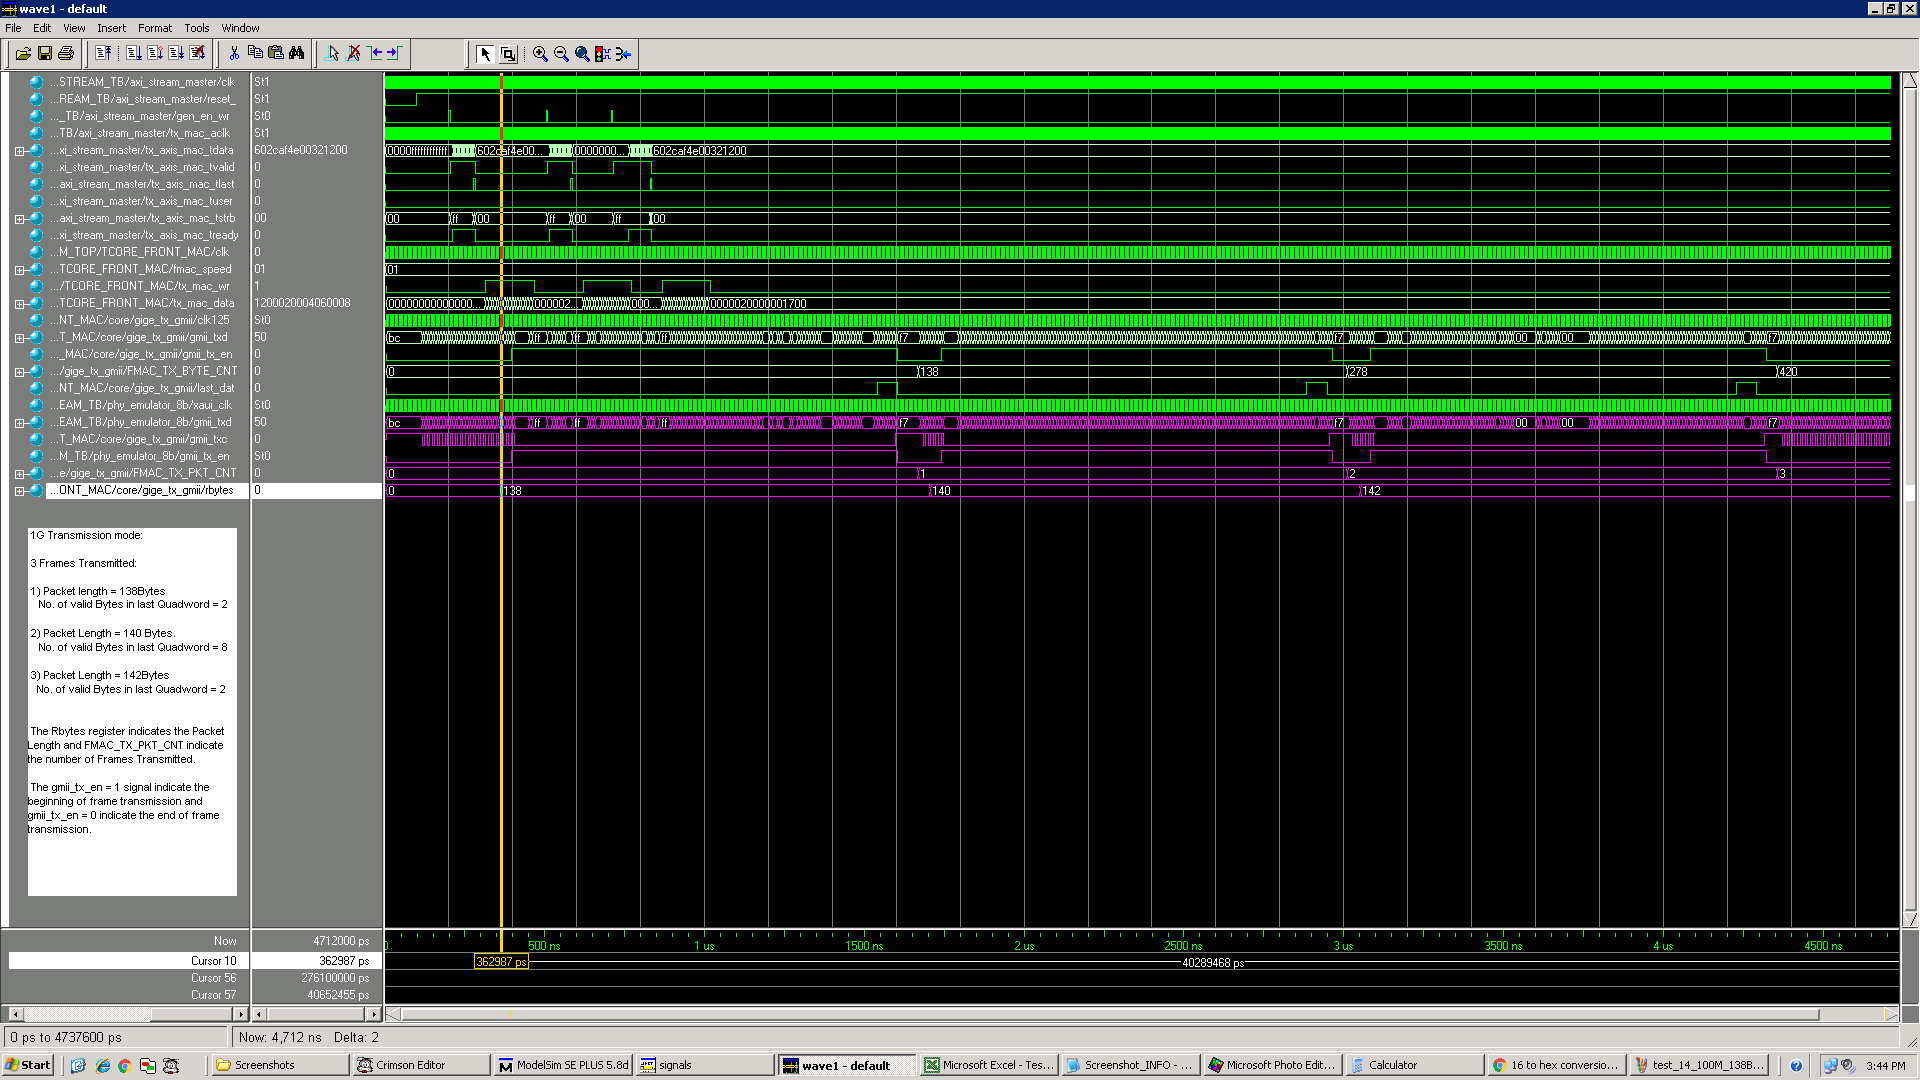 wave1 - default
File Edit View Insert Format Tools Window
...STREAM_TB/axi_stream_master/clk St1
...REAM_TB/axi_stream_master/reset_ St1
..._TB/axi_stream_master/gen_en_wr St0
...TB/axi_stream_master/tx_mac_aclk St1
...xi_stream_master/tx_axis_mac_tdata 602caf4e00321200 0000ffffffffffff 602caf4e00... 0000000... 602caf4e00321200
...xi_stream_master/tx_axis_mac_tvalid 0
...axi_stream_master/tx_axis_mac_tlast 0
...xi_stream_master/tx_axis_mac_tuser 0
...axi_stream_master/tx_axis_mac_tstrb 00 00 ff 00 ff 00 ff 00
...xi_stream_master/tx_axis_mac_tready 0
...M_TOP/TCORE_FRONT_MAC/clk St1
...TCORE_FRONT_MAC/fmac_speed 01 01
.../TCORE_FRONT_MAC/tx_mac_wr 1
...TCORE_FRONT_MAC/tx_mac_data 1200020004060008 00000000000000... 000002... 000... 0000020000001700
...NT_MAC/core/gige_tx_gmii/clk125 St0
...T_MAC/core/gige_tx_gmii/gmii_txd 50 bc ff ff ff f7 f7 00 00 f7
..._MAC/core/gige_tx_gmii/gmii_tx_en 0
.../gige_tx_gmii/FMAC_TX_BYTE_CNT 0 0 138 278 420
...NT_MAC/core/gige_tx_gmii/last_dat 0
...EAM_TB/phy_emulator_8b/xaui_clk St0
...EAM_TB/phy_emulator_8b/gmii_txd 50 bc ff ff ff f7 f7 00 00 f7
...T_MAC/core/gige_tx_gmii/gmii_txc 0
...M_TB/phy_emulator_8b/gmii_tx_en St0
...e/gige_tx_gmii/FMAC_TX_PKT_CNT 0 0 1 2 3
...ONT_MAC/core/gige_tx_gmii/rbytes 0 0 138 140 142
1G Transmission mode:
3 Frames Transmitted:
1) Packet length = 138Bytes
No. of valid Bytes in last Quadword = 2
2) Packet Length = 140 Bytes.
No. of valid Bytes in last Quadword = 8
3) Packet Length = 142Bytes
No. of valid Bytes in last Quadword = 2
The Rbytes register indicates the Packet
Length and FMAC_TX_PKT_CNT indicate
the number of Frames Transmitted.
The gmii_tx_en = 1 signal indicate the
beginning of frame transmission and
gmii_tx_en = 0 indicate the end of frame
transmission.
Now 4712000 ps 500 ns 1 us 1500 ns 2 us 2500 ns 3 us 3500 ns 4 us 4500 ns
Cursor 10 362987 ps 362987 ps 40289468 ps
Cursor 56 276100000 ps
Cursor 57 40652455 ps
0 ps to 4737600 ps Now: 4,712 ns Delta: 2
Start Screenshots Crimson Editor ModelSim SE PLUS 5.8d signals wave1 - default Microsoft Excel - Tes... Screenshot_INFO - ... Microsoft Photo Edit... Calculator 16 to hex conversio... test_14_100M_138B... 3:44 PM